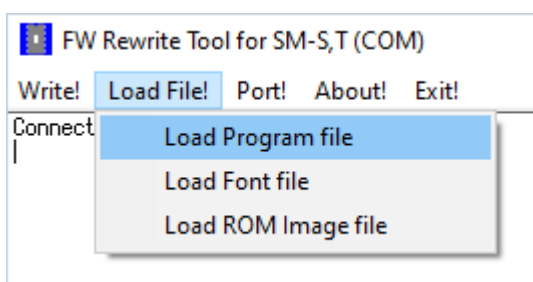 FW Rewrite Tool for SM-S,T (COM)
Write! Load File! Port! About! Exit!
Connect
Load Program file
Load Font file
Load ROM Image file